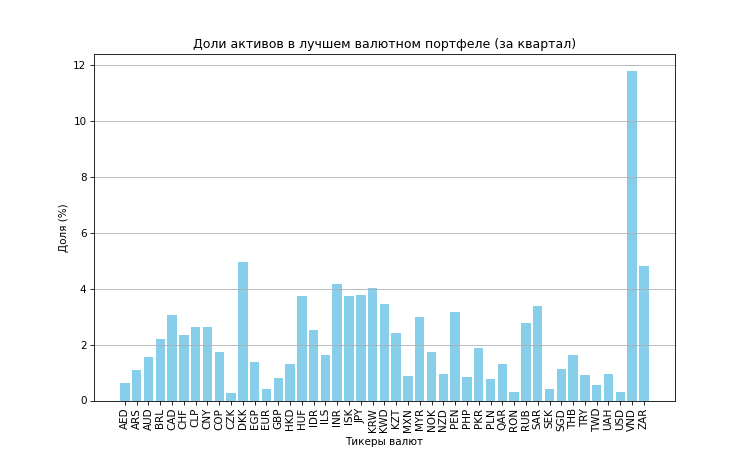 Доли активов в лучшем валютном портфеле (за квартал)
Доля (%)
12
10
8
6
4
2
0
AED ARS AUD BRL CAD CHF CLP CNY COP CZK DKK EGP EUR GBP HKD HUF IDR ILS INR ISK JPY KRW KWD KZT MXN MYR NOK NZD PEN PHP PKR PLN QAR RON RUB SAR SEK SGD THB TRY TWD UAH USD VND ZAR
Тикеры валют